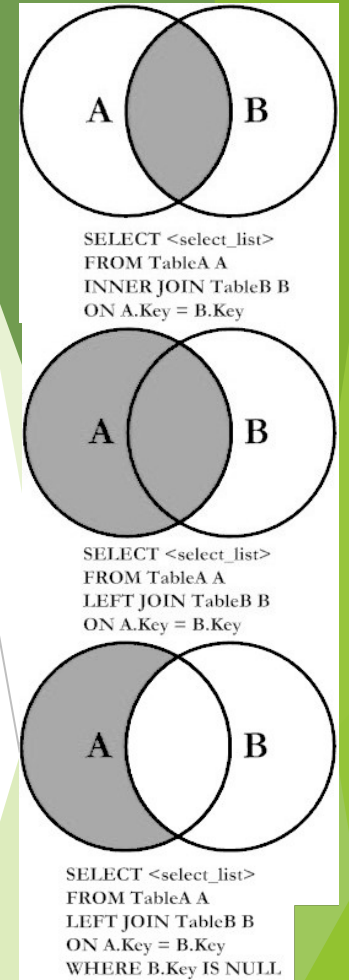 A B
SELECT <select_list>
FROM TableA A
INNER JOIN TableB B
ON A.Key = B.Key
A B
SELECT <select_list>
FROM TableA A
LEFT JOIN TableB B
ON A.Key = B.Key
A B
SELECT <select_list>
FROM TableA A
LEFT JOIN TableB B
ON A.Key = B.Key
WHERE B.Key IS NULL